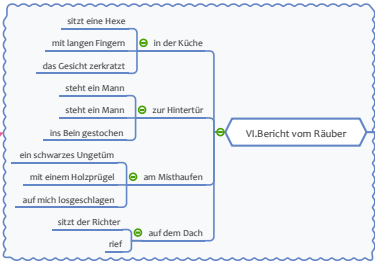 sitzt eine Hexe
mit langen Fingern
das Gesicht zerkratzt
in der Küche
steht ein Mann
steht ein Mann
ins Bein gestochen
zur Hintertür
ein schwarzes Ungetüm
mit einem Holzprügel
auf mich losgeschlagen
am Misthaufen
sitzt der Richter
rief
auf dem Dach
VI.Bericht vom Räuber